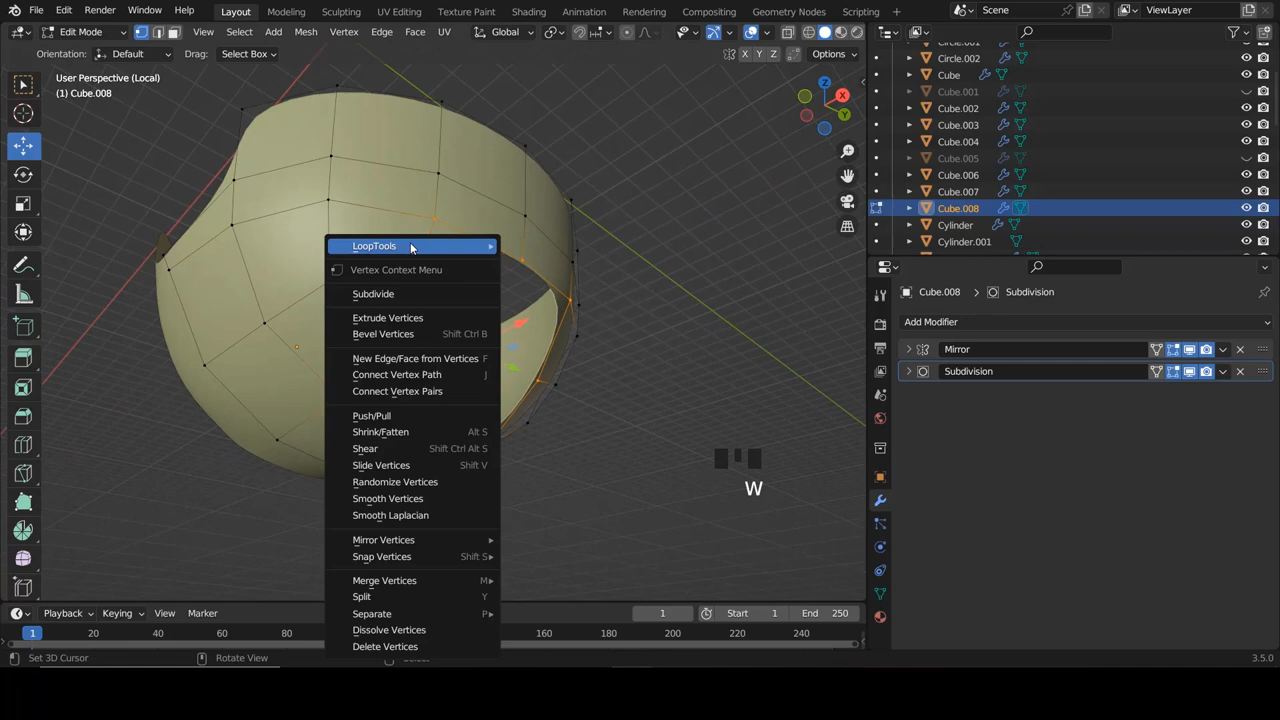 File Edit Render Window Help Layout Modeling Sculpting UV Editing Texture Paint Shading Animation Rendering Compositing Geometry Nodes Scripting Scene ViewLayer
Edit Mode View Select Add Mesh Vertex Edge Face UV Global
Orientation: Default Drag: Select Box X Y Z Options
User Perspective (Local)
(1) Cube.008
Z
X
Y
LoopTools
Vertex Context Menu
Subdivide
Extrude Vertices
Bevel Vertices Shift Ctrl B
New Edge/Face from Vertices F
Connect Vertex Path J
Connect Vertex Pairs
Push/Pull
Shrink/Fatten Alt S
Shear Shift Ctrl Alt S
Slide Vertices Shift V
Randomize Vertices
Smooth Vertices
Smooth Laplacian
Mirror Vertices
Snap Vertices Shift S
Merge Vertices M
Split Y
Separate P
Dissolve Vertices
Delete Vertices
W
Circle.002
Cube
Cube.001
Cube.002
Cube.003
Cube.004
Cube.005
Cube.006
Cube.007
Cube.008
Cylinder
Cylinder.001
Cube.008 > Subdivision
Add Modifier
Mirror
Subdivision
Playback Keying View Marker 1 Start 1 End 250
1 20 40 60 80 160 180 200 220 240
Set 3D Cursor Rotate View 3.5.0